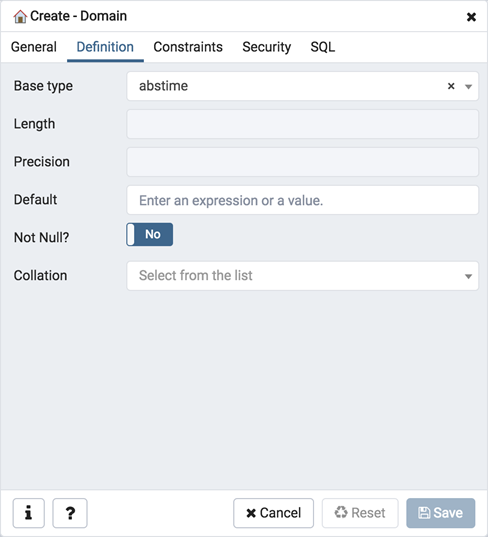 Create - Domain
General Definition Constraints Security SQL
Base type abstime
Length
Precision
Default Enter an expression or a value.
Not Null? No
Collation Select from the list
i ? Cancel Reset Save